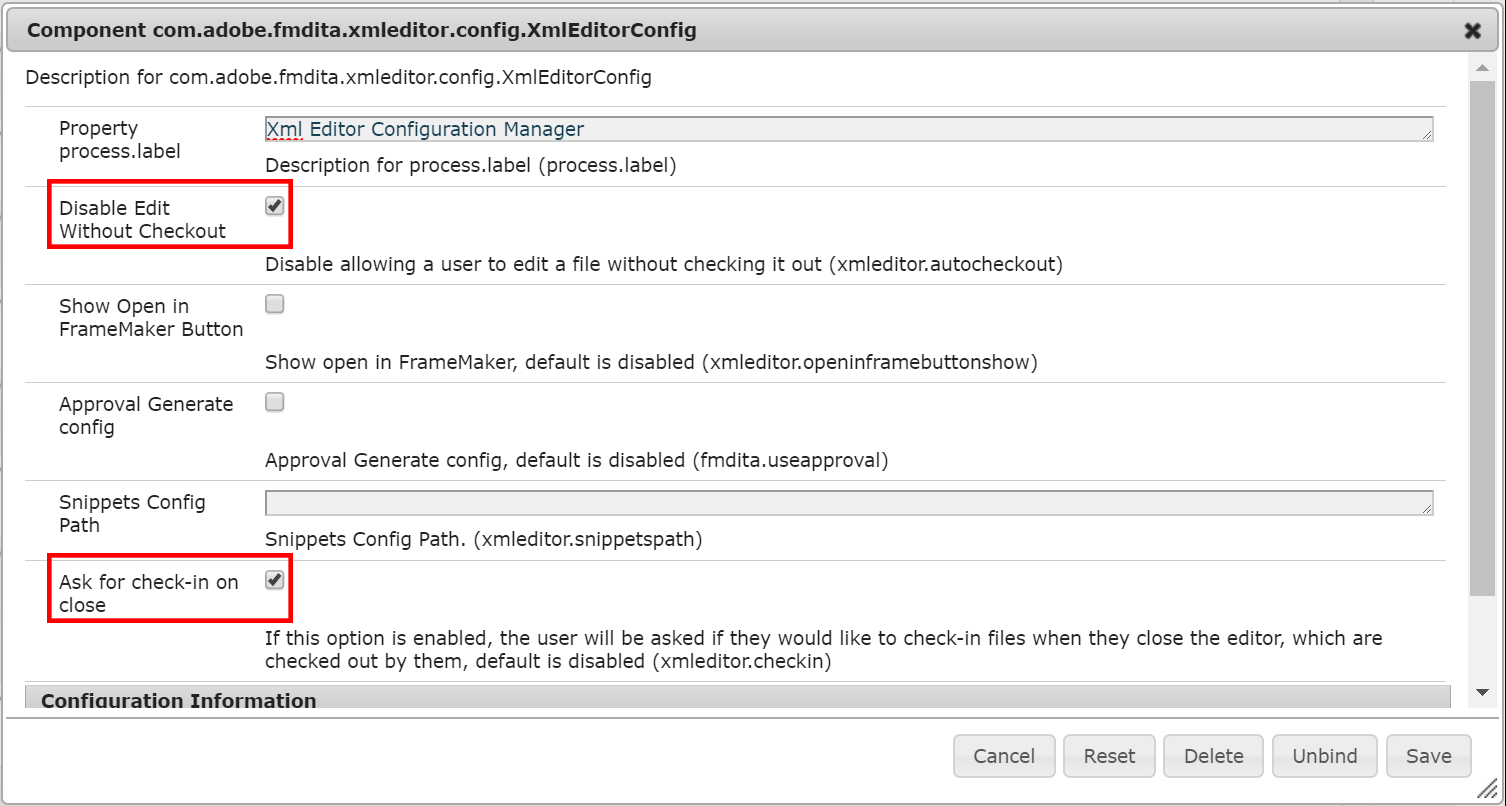 Component com.adobe.fmdita.xmleditor.config.XmlEditorConfig
Description for com.adobe.fmdita.xmleditor.config.XmlEditorConfig
Property
process.label
Xml Editor Configuration Manager
Description for process.label (process.label)
Disable Edit
Without Checkout
Disable allowing a user to edit a file without checking it out (xmleditor.autocheckout)
Show Open in
FrameMaker Button
Show open in FrameMaker, default is disabled (xmleditor.openinframebuttonshow)
Approval Generate
config
Approval Generate config, default is disabled (fmdita.useapproval)
Snippets Config
Path
Snippets Config Path. (xmleditor.snippetspath)
Ask for check-in on
close
If this option is enabled, the user will be asked if they would like to check-in files when they close the editor, which are
checked out by them, default is disabled (xmleditor.checkin)
Configuration Information
Cancel
Reset
Delete
Unbind
Save